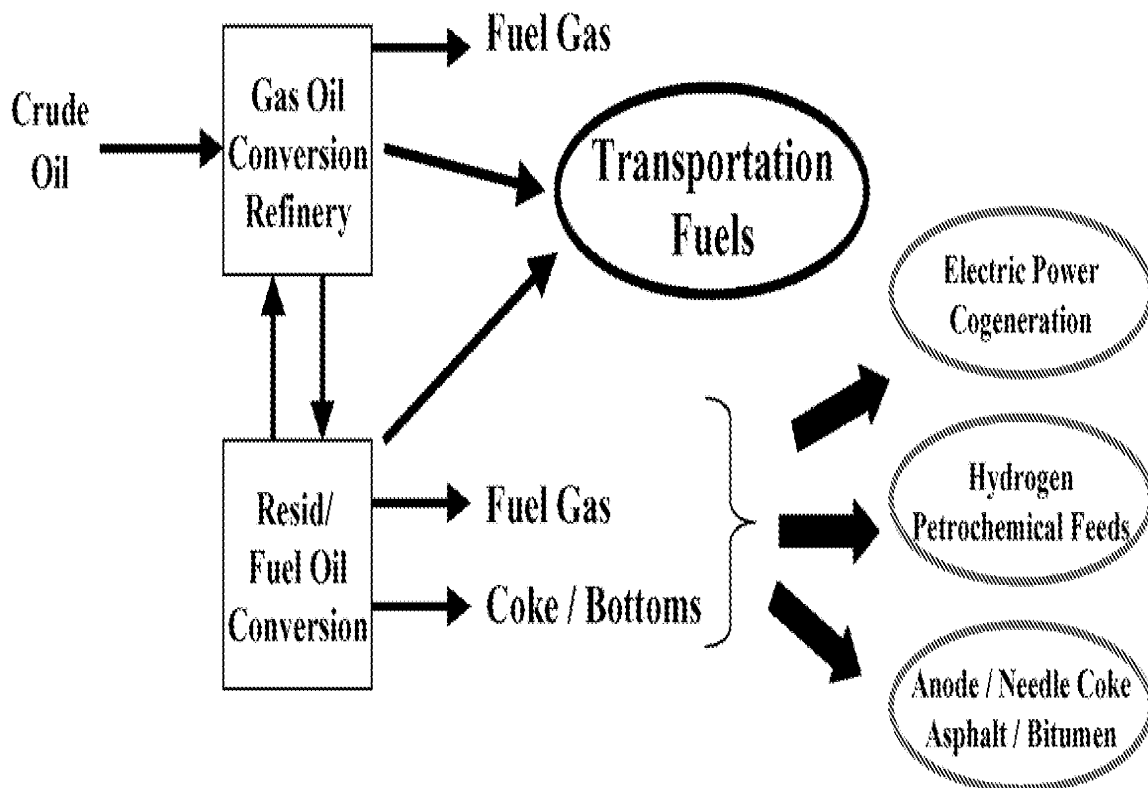 Fuel Gas
Crude
Oil
Gas Oil
Conversion
Refinery
Transportation
Fuels
Electric Power
Cogeneration
Resid/
Fuel Oil
Conversion
Fuel Gas
Coke / Bottoms
Hydrogen
Petrochemical Feeds
Anode / Needle Coke
Asphalt / Bitumen